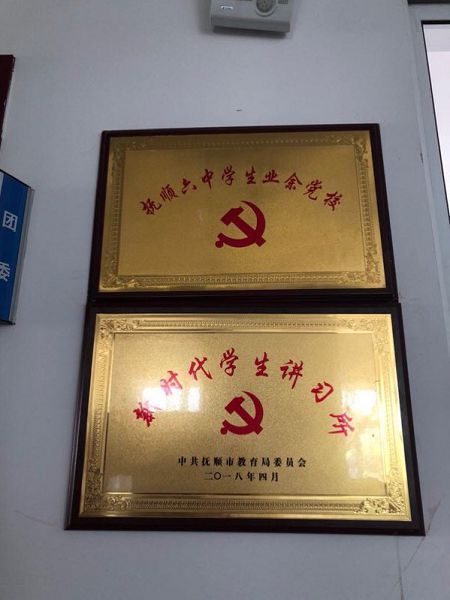 抚顺六中学生业余党校
新时代学生讲习所
中共抚顺市教育局委员会
二〇一八年四月
团
委